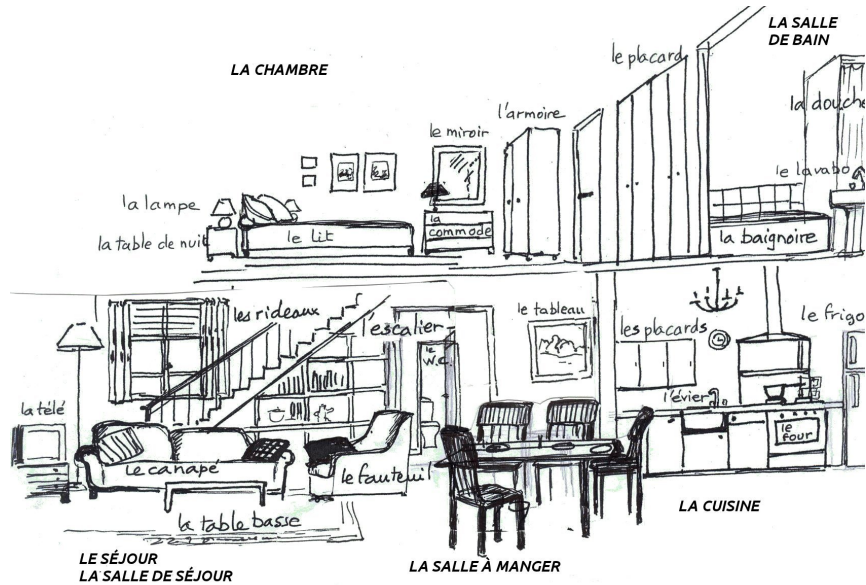 LA SALLE
DE BAIN
LA CHAMBRE
le placard
la douche
l'armoire
le miroir
le lavabo
la lampe
la commode
la table de nuit
le lit
la baignoire
les rideaux
l'escalier
le tableau
les placards
le frigo
le
W.C.
l'évier
la télé
le four
le canapé
le fauteuil
la table basse
LA CUISINE
LE SÉJOUR
LA SALLE DE SÉJOUR
LA SALLE À MANGER